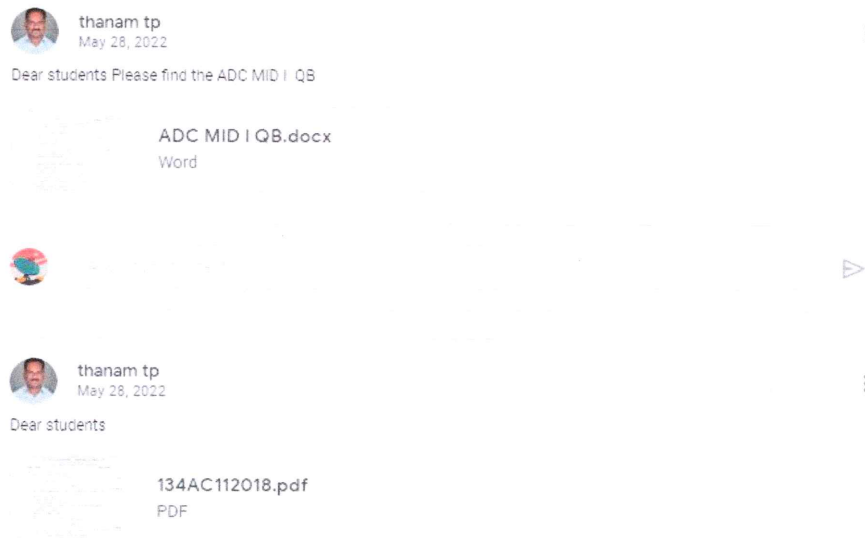 thanam tp
May 28, 2022
Dear students Please find the ADC MID I QB
ADC MID I QB.docx
Word
thanam tp
May 28, 2022
Dear students
134AC112018.pdf
PDF